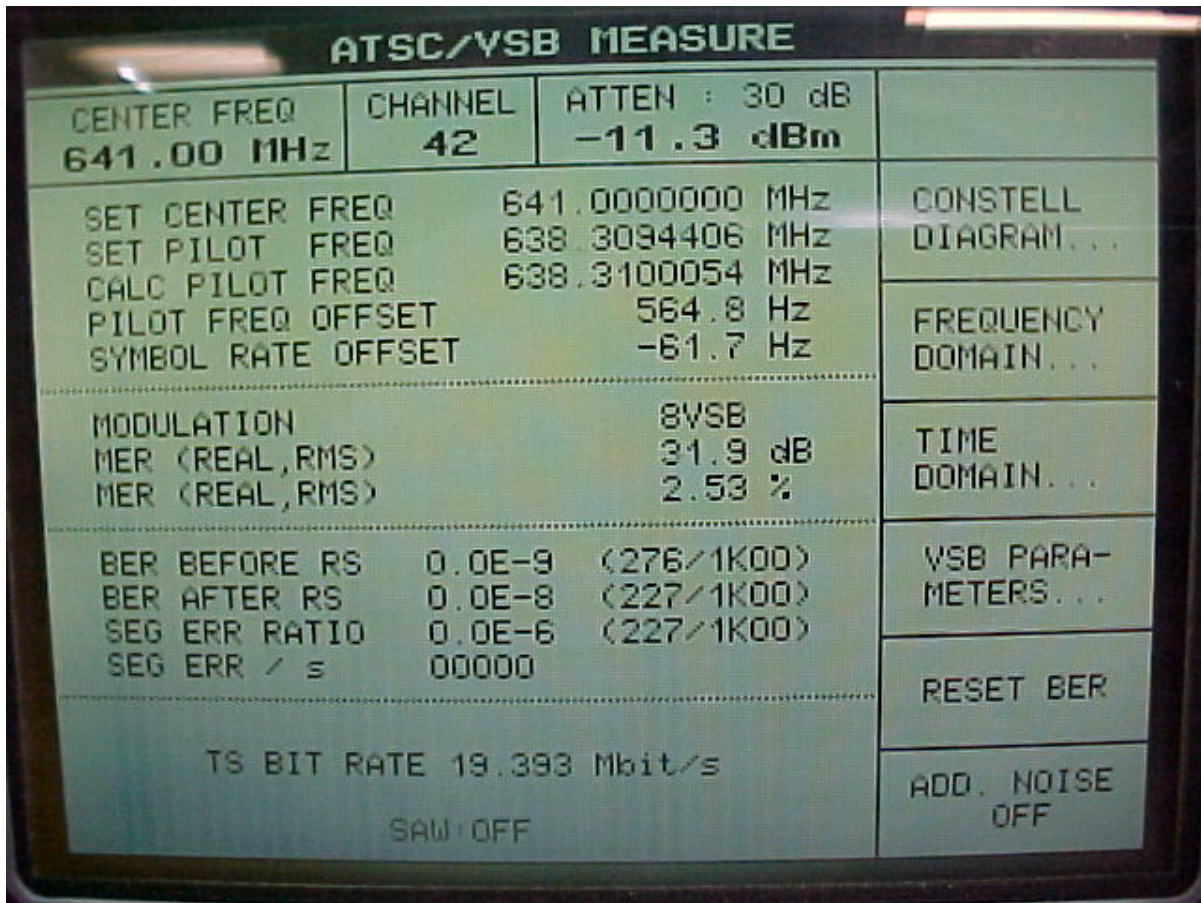 ATSC/VSB MEASURE
CENTER FREQ
641.00 MHz
CHANNEL
42
ATTEN : 30 dB
-11.3 dBm
SET CENTER FREQ 641.0000000 MHz
SET PILOT FREQ 638.3094406 MHz
CALC PILOT FREQ 638.3100054 MHz
PILOT FREQ OFFSET 564.8 Hz
SYMBOL RATE OFFSET -61.7 Hz
MODULATION 8VSB
MER (REAL,RMS) 31.9 dB
MER (REAL,RMS) 2.53 %
BER BEFORE RS 0.0E-9 (276/1K00)
BER AFTER RS 0.0E-8 (227/1K00)
SEG ERR RATIO 0.0E-6 (227/1K00)
SEG ERR / s 00000
TS BIT RATE 19.393 Mbit/s
SAW:OFF
CONSTELL
DIAGRAM...
FREQUENCY
DOMAIN...
TIME
DOMAIN...
VSB PARA-
METERS...
RESET BER
ADD. NOISE
OFF